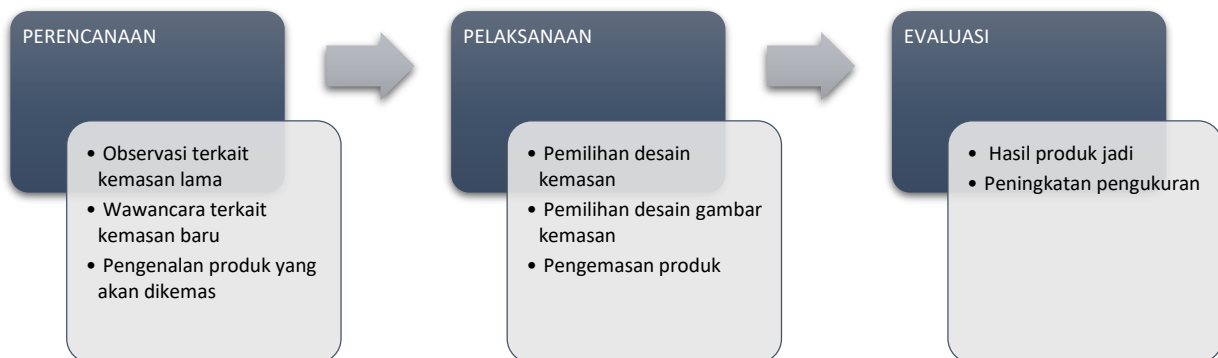 PERENCANAAN
• Observasi terkait
kemasan lama
• Wawancara terkait
kemasan baru
• Pengenalan produk yang
akan dikemas
PELAKSANAAN
• Pemilihan desain
kemasan
• Pemilihan desain gambar
kemasan
• Pengemasan produk
EVALUASI
• Hasil produk jadi
• Peningkatan pengukuran